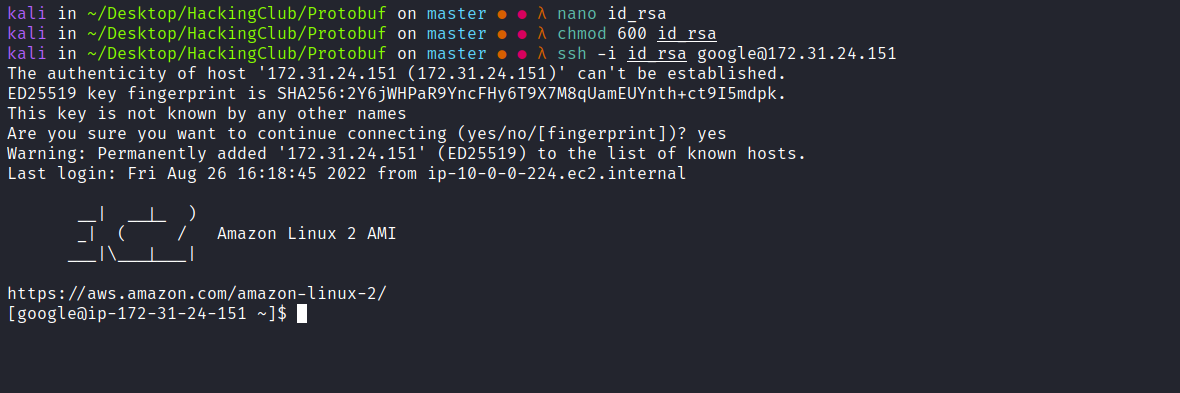 kali in ~/Desktop/HackingClub/Protobuf on master ● ● λ nano id_rsa
kali in ~/Desktop/HackingClub/Protobuf on master ● ● λ chmod 600 id_rsa
kali in ~/Desktop/HackingClub/Protobuf on master ● ● λ ssh -i id_rsa google@172.31.24.151
The authenticity of host '172.31.24.151 (172.31.24.151)' can't be established.
ED25519 key fingerprint is SHA256:2Y6jWHPaR9YncFHy6T9X7M8qUamEUYnth+ct9I5mdpk.
This key is not known by any other names
Are you sure you want to continue connecting (yes/no/[fingerprint])? yes
Warning: Permanently added '172.31.24.151' (ED25519) to the list of known hosts.
Last login: Fri Aug 26 16:18:45 2022 from ip-10-0-0-224.ec2.internal

       __|  __|_  )
       _|  (     /   Amazon Linux 2 AMI
      ___|\___|___|

https://aws.amazon.com/amazon-linux-2/
[google@ip-172-31-24-151 ~]$